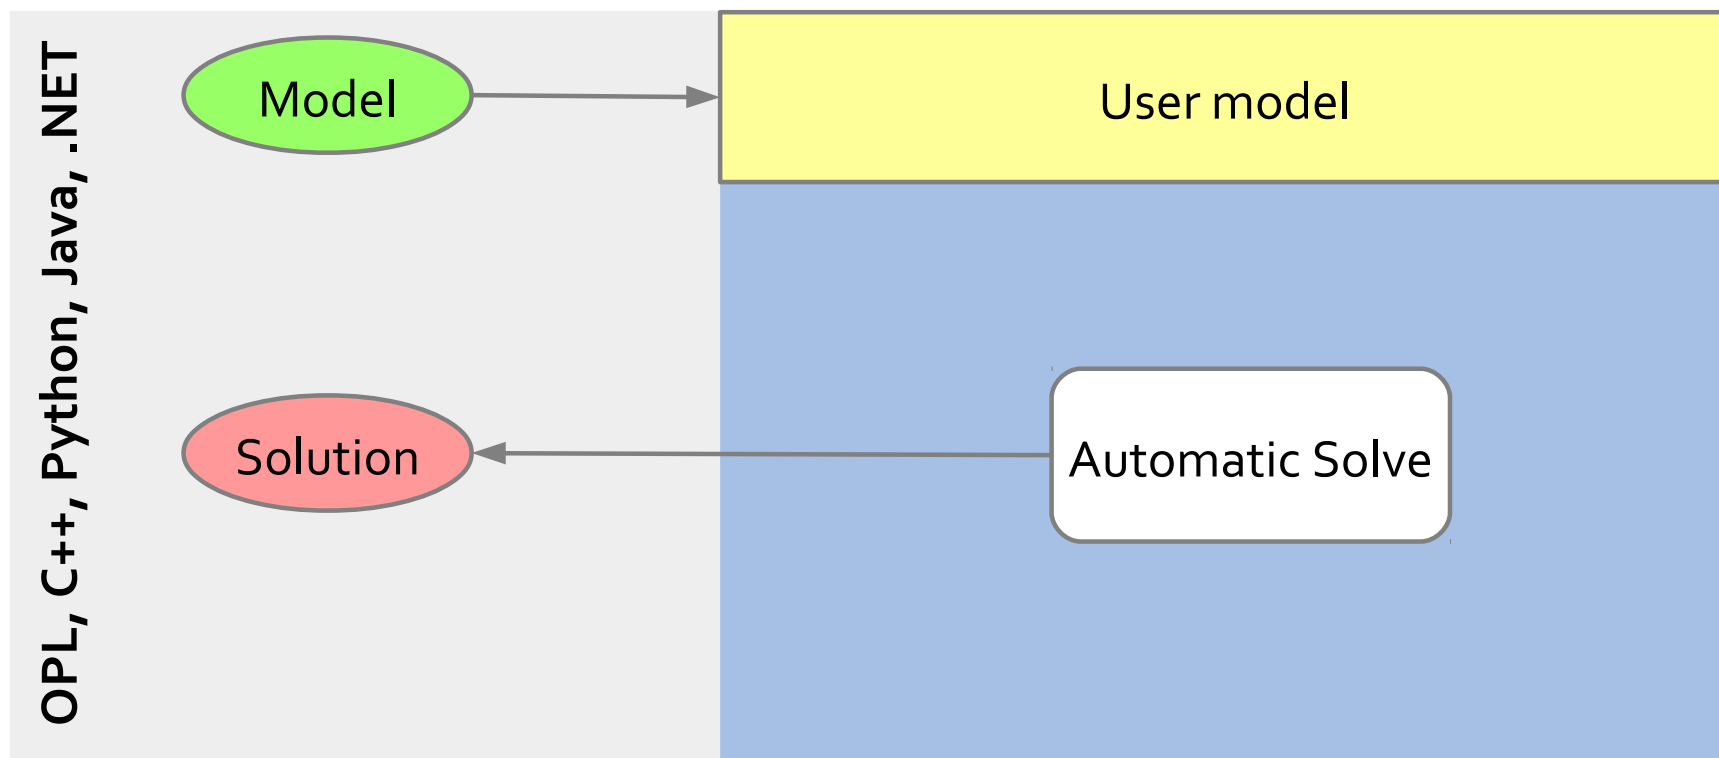 OPL, C++, Python, Java, .NET
Model
User model
Solution
Automatic Solve